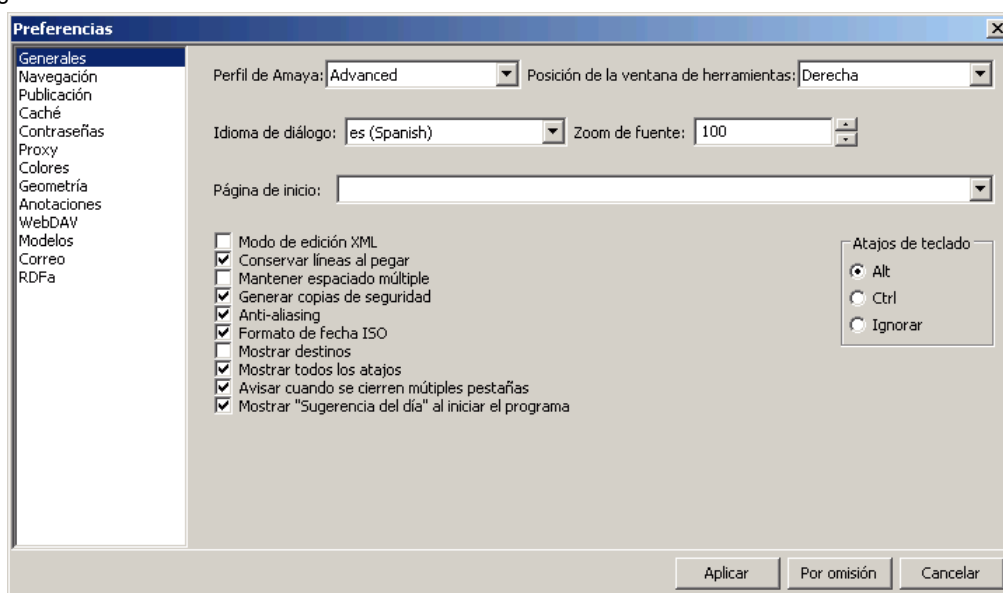 Preferencias
Generales
Navegación
Publicación
Caché
Contraseñas
Proxy
Colores
Geometría
Anotaciones
WebDAV
Modelos
Correo
RDFa
Perfil de Amaya: Advanced Posición de la ventana de herramientas: Derecha
Idioma de diálogo: es (Spanish) Zoom de fuente: 100
Página de inicio:
Modo de edición XML
Conservar líneas al pegar
Mantener espaciado múltiple
Generar copias de seguridad
Anti-aliasing
Formato de fecha ISO
Mostrar destinos
Mostrar todos los atajos
Avisar cuando se cierren mútiples pestañas
Mostrar "Sugerencia del día" al iniciar el programa
Atajos de teclado
Alt
Ctrl
Ignorar
Aplicar Por omisión Cancelar